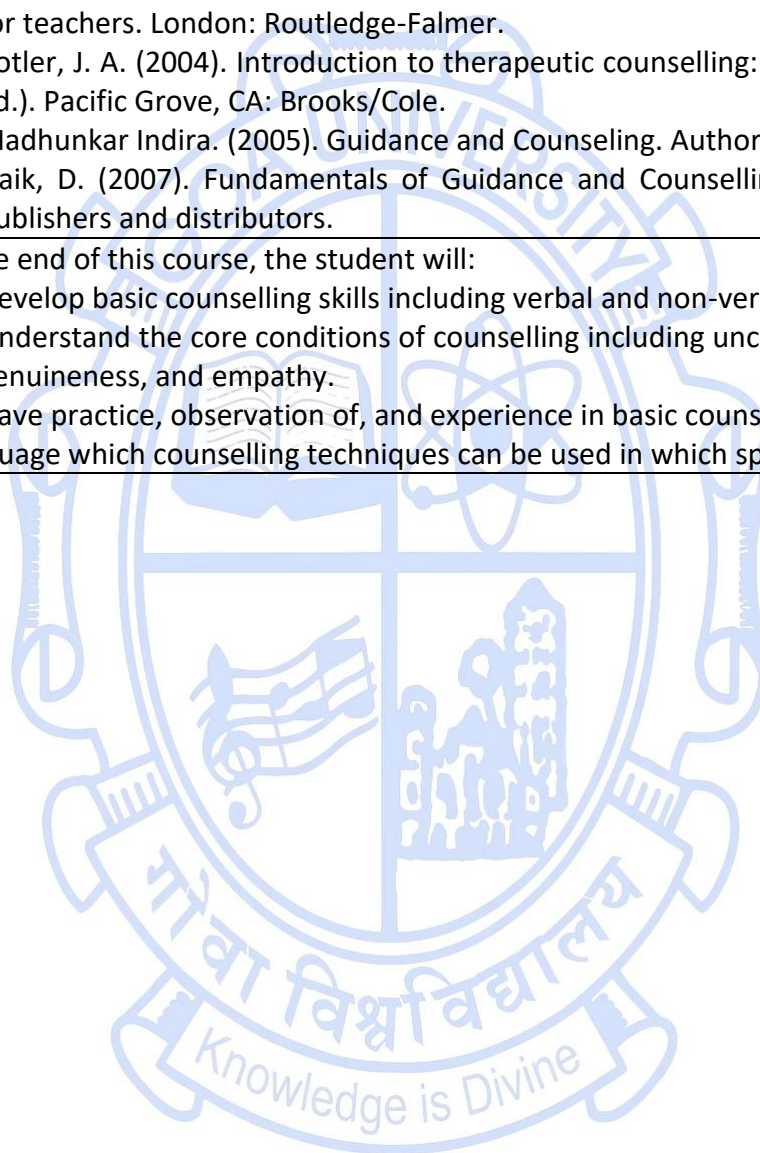 or teachers. London: Routledge-Falmer.
otler, J. A. (2004). Introduction to therapeutic counselling:
d.). Pacific Grove, CA: Brooks/Cole.
Madhunkar Indira. (2005). Guidance and Counseling. Author
aik, D. (2007). Fundamentals of Guidance and Counsellin
ublishers and distributors.
e end of this course, the student will:
evelop basic counselling skills including verbal and non-ver
nderstand the core conditions of counselling including unc
enuineness, and empathy.
ave practice, observation of, and experience in basic couns
uage which counselling techniques can be used in which sp
GOA UNIVERSITY
गोंवा विश्वविद्यालय
Knowledge is Divine